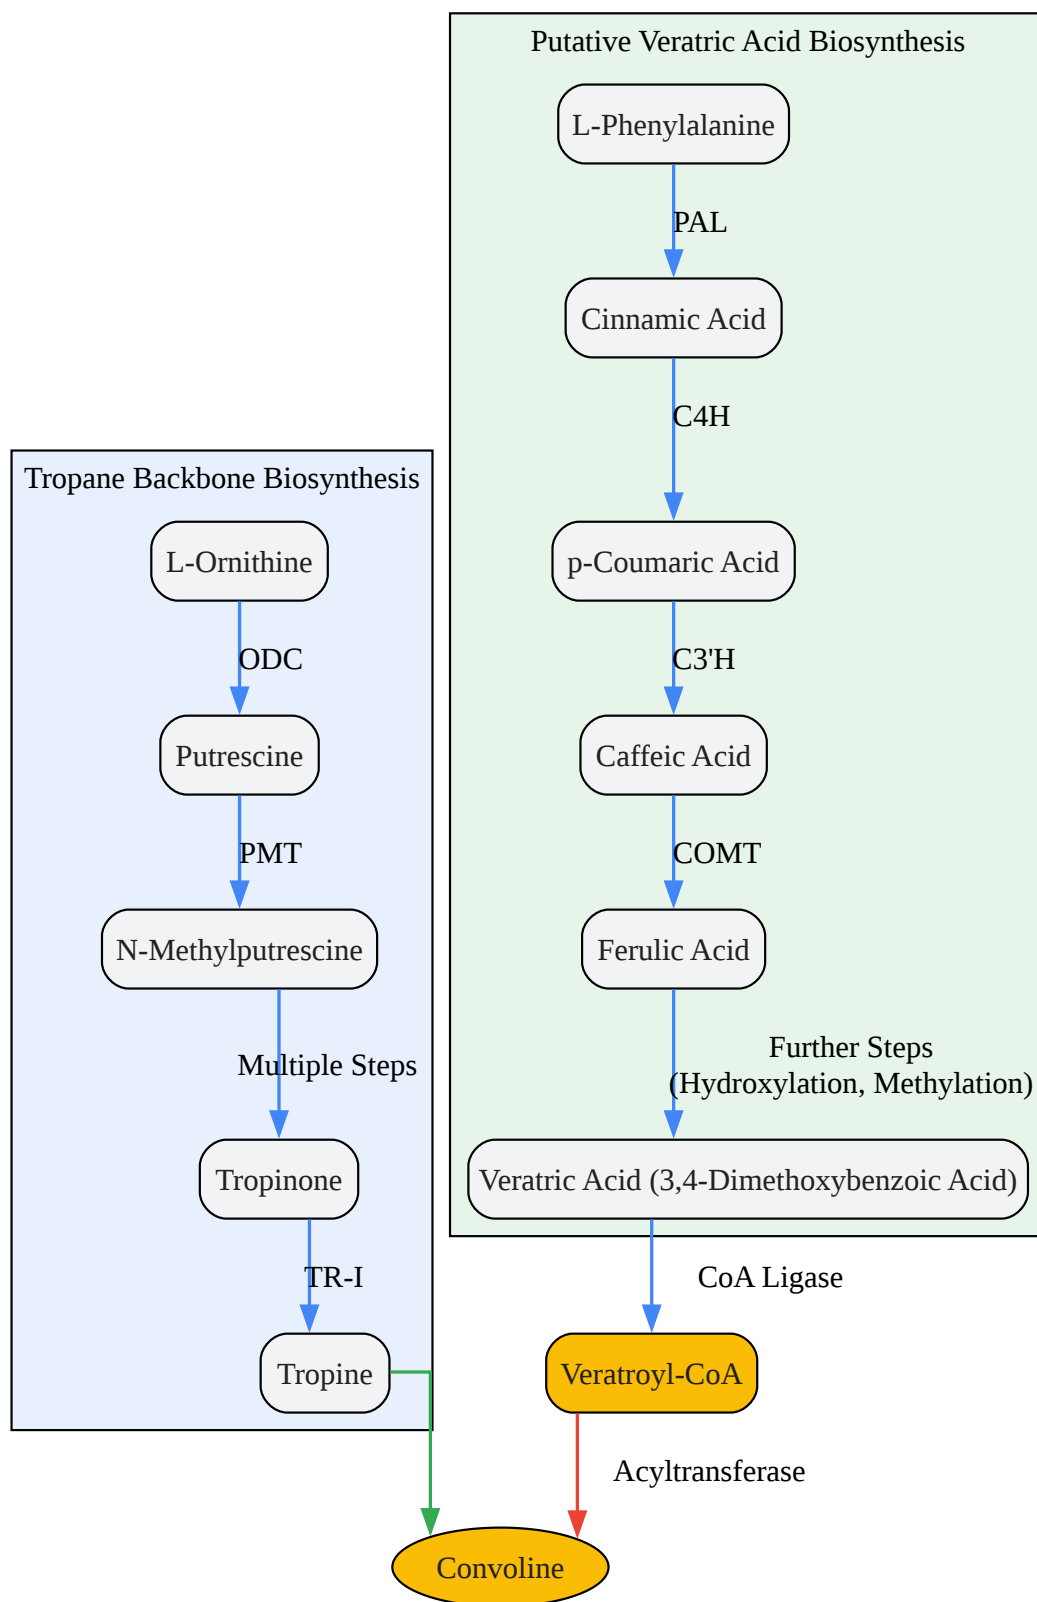 Putative Veratric Acid Biosynthesis
L-Phenylalanine
PAL
Cinnamic Acid
C4H
p-Coumaric Acid
C3'H
Caffeic Acid
COMT
Ferulic Acid
Further Steps
(Hydroxylation, Methylation)
Veratric Acid (3,4-Dimethoxybenzoic Acid)
Tropane Backbone Biosynthesis
L-Ornithine
ODC
Putrescine
PMT
N-Methylputrescine
Multiple Steps
Tropinone
TR-I
Tropine
CoA Ligase
Veratroyl-CoA
Acyltransferase
Convoline